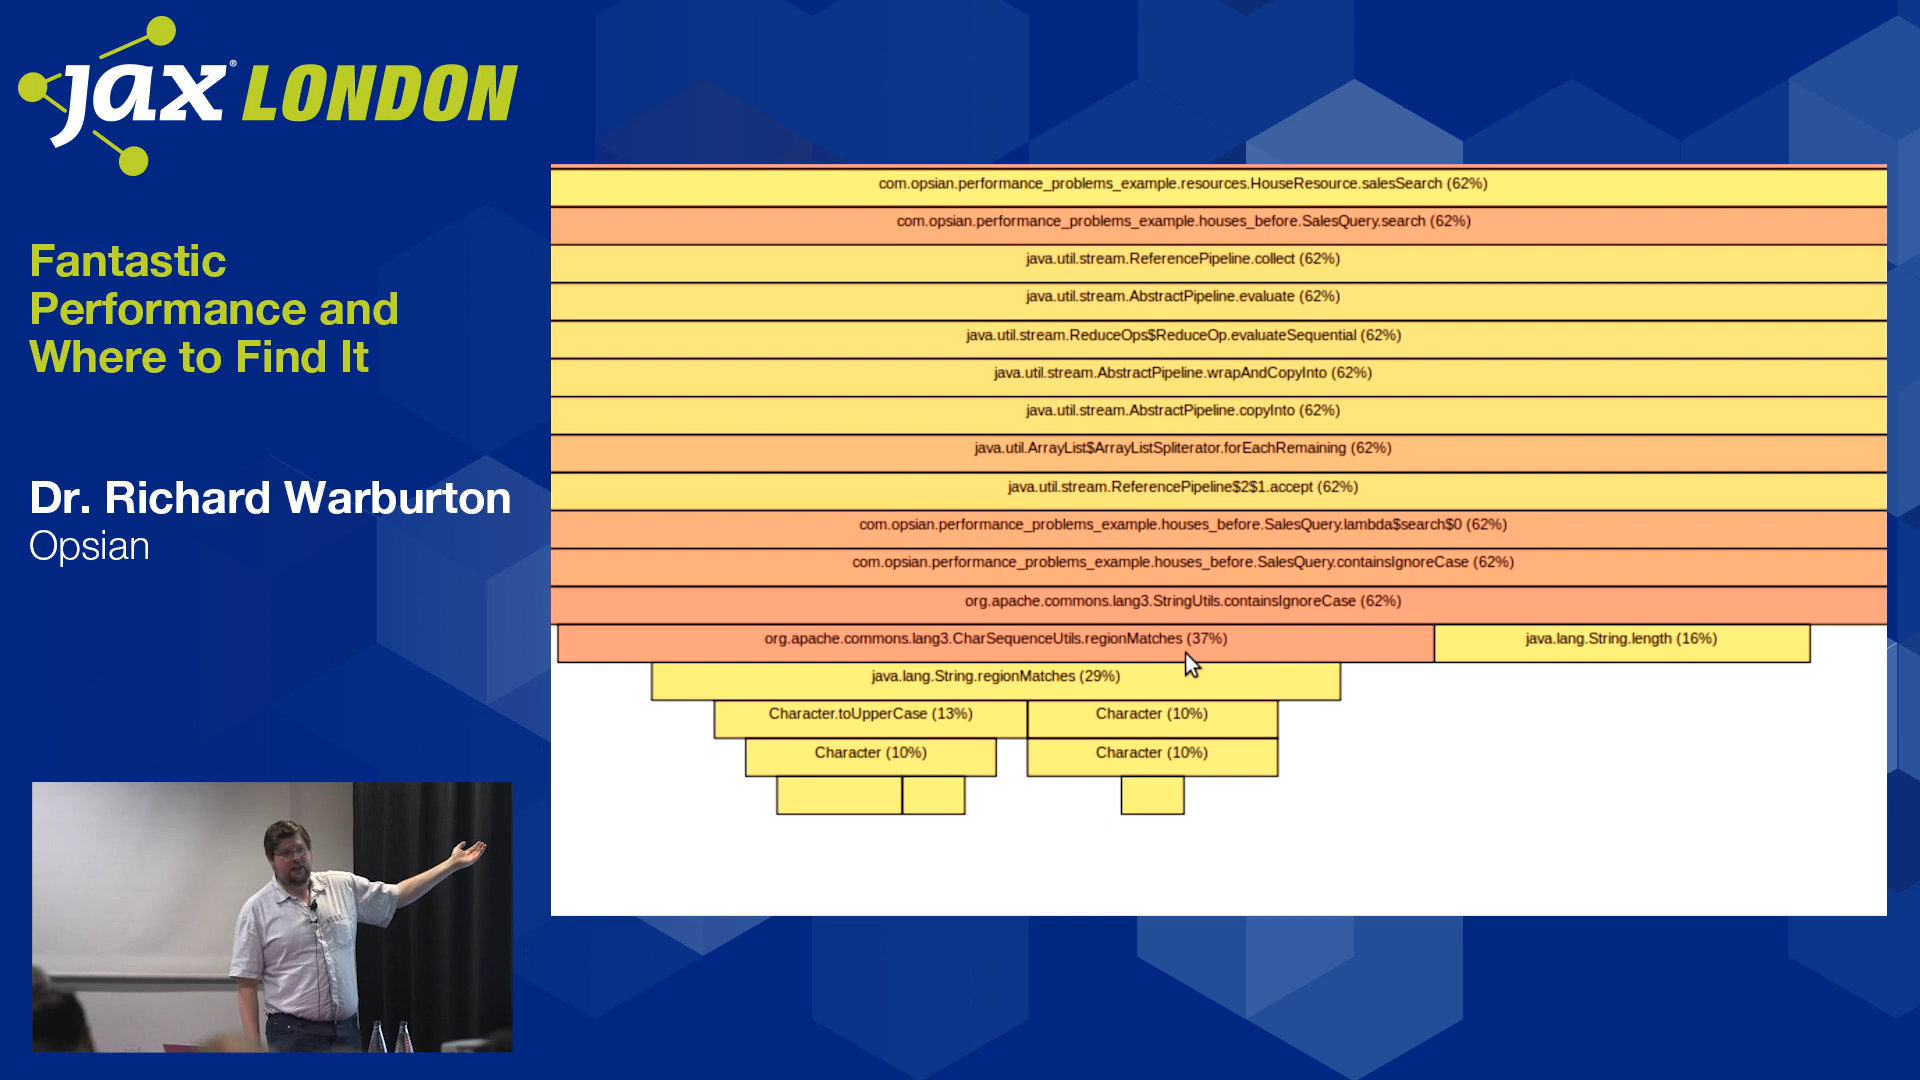 jax® LONDON
Fantastic
Performance and
Where to Find It
Dr. Richard Warburton
Opsian
com.opsian.performance_problems_example.resources.HouseResource.salesSearch (62%)
com.opsian.performance_problems_example.houses_before.SalesQuery.search (62%)
java.util.stream.ReferencePipeline.collect (62%)
java.util.stream.AbstractPipeline.evaluate (62%)
java.util.stream.ReduceOps$ReduceOp.evaluateSequential (62%)
java.util.stream.AbstractPipeline.wrapAndCopyInto (62%)
java.util.stream.AbstractPipeline.copyInto (62%)
java.util.ArrayList$ArrayListSpliterator.forEachRemaining (62%)
java.util.stream.ReferencePipeline$2$1.accept (62%)
com.opsian.performance_problems_example.houses_before.SalesQuery.lambda$search$0 (62%)
com.opsian.performance_problems_example.houses_before.SalesQuery.containsIgnoreCase (62%)
org.apache.commons.lang3.StringUtils.containsIgnoreCase (62%)
org.apache.commons.lang3.CharSequenceUtils.regionMatches (37%)
java.lang.String.length (16%)
java.lang.String.regionMatches (29%)
Character.toUpperCase (13%)
Character (10%)
Character (10%)
Character (10%)